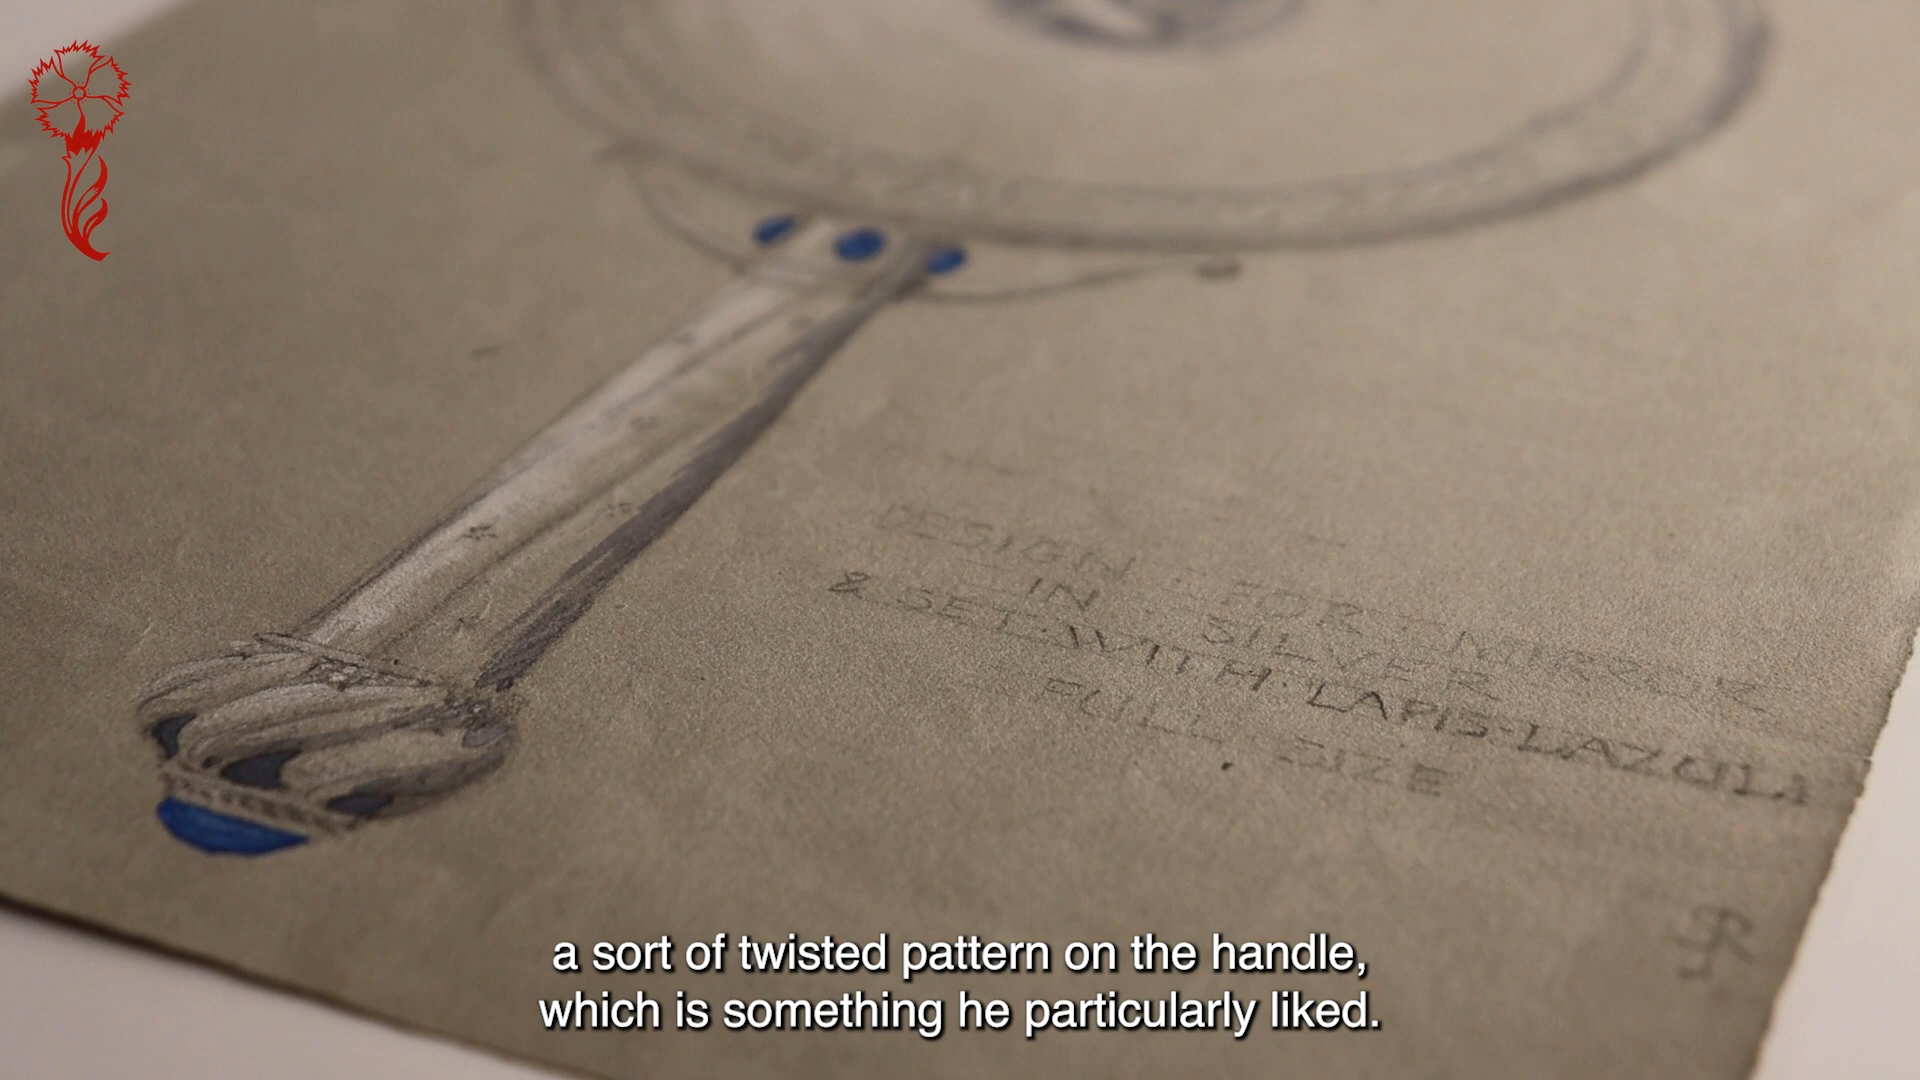 DESIGN · FOR · MIRROR
IN · SILVER
& SET · WITH · LAPIS-LAZULI
FULL SIZE
a sort of twisted pattern on the handle,
which is something he particularly liked.